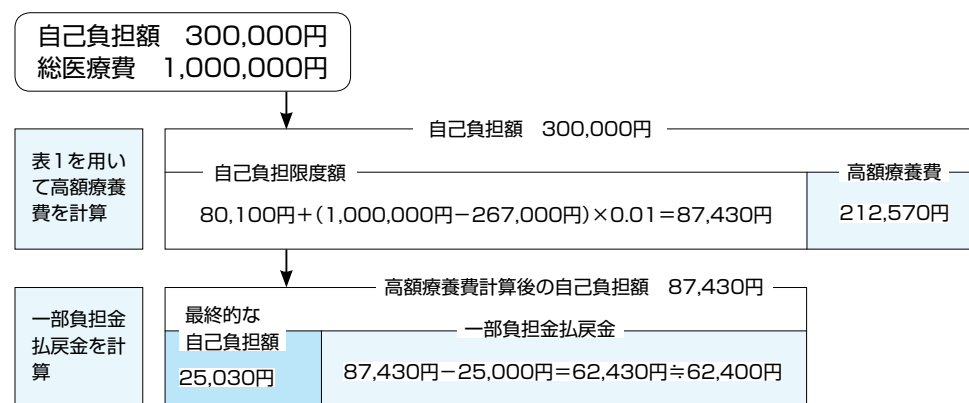 自己負担額　300,000円
総医療費　1,000,000円
自己負担額　300,000円
表1を用い
て高額療養
費を計算
自己負担限度額
高額療養費
80,100円＋（1,000,000円－267,000円）×0.01＝87,430円
212,570円
高額療養費計算後の自己負担額　87,430円
一部負担金
払戻金を計
算
最終的な
自己負担額
一部負担金払戻金
25,030円
87,430円－25,000円＝62,430円≒62,400円